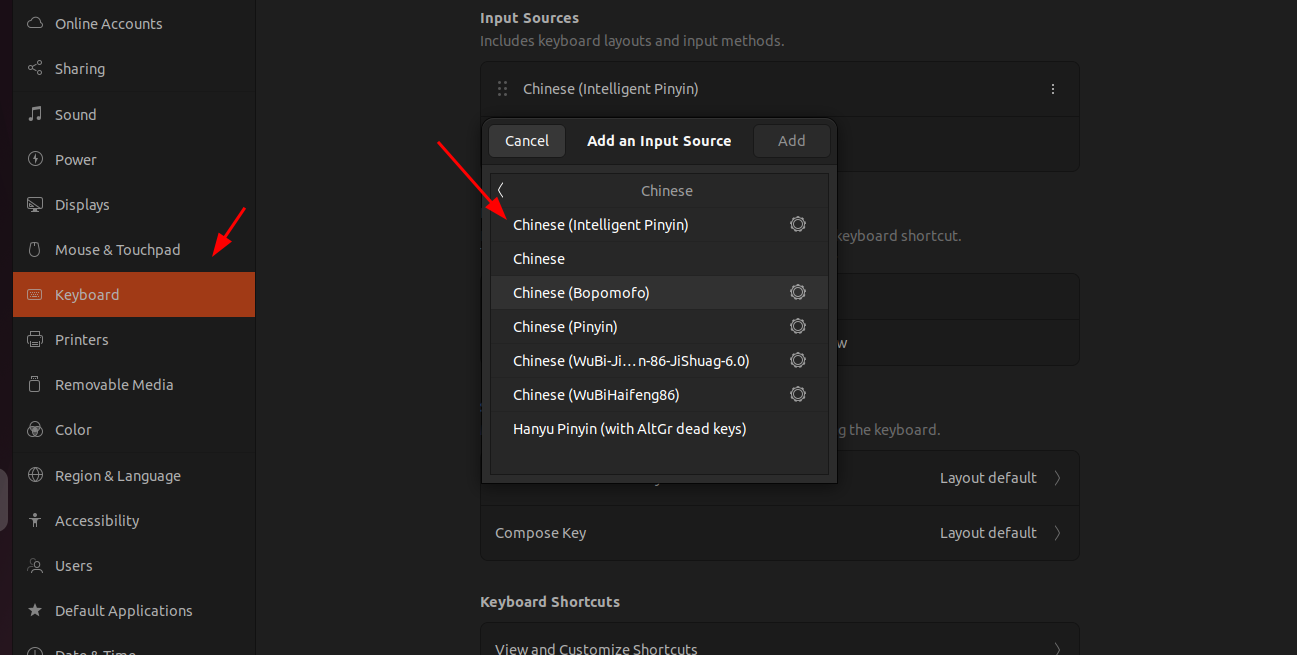 Online Accounts
Sharing
Sound
Power
Displays
Mouse & Touchpad
Keyboard
Printers
Removable Media
Color
Region & Language
Accessibility
Users
Default Applications
Date & Time
Input Sources
Includes keyboard layouts and input methods.
Chinese (Intelligent Pinyin)
Cancel
Add an Input Source
Add
Chinese
Chinese (Intelligent Pinyin)
Chinese
Chinese (Bopomofo)
Chinese (Pinyin)
Chinese (WuBi-Ji…n-86-JiShuag-6.0)
Chinese (WuBiHaifeng86)
Hanyu Pinyin (with AltGr dead keys)
keyboard shortcut.
w
g the keyboard.
Layout default
Compose Key
Layout default
Keyboard Shortcuts
View and Customize Shortcuts